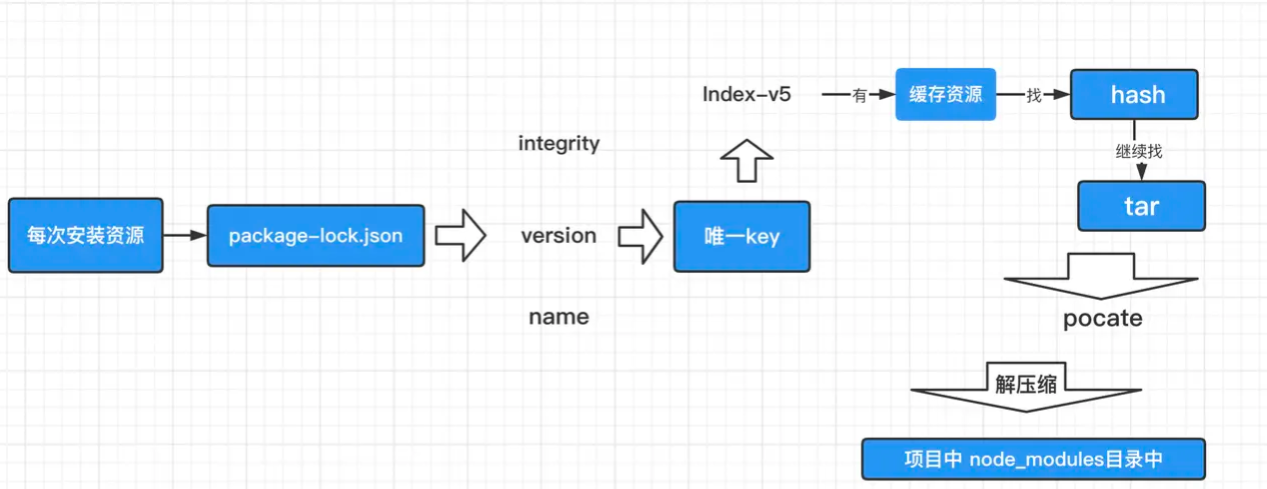 每次安装资源
package-lock.json
integrity
version
name
唯一key
Index-v5
有
缓存资源
找
hash
继续找
tar
pocate
解压缩
项目中 node_modules目录中